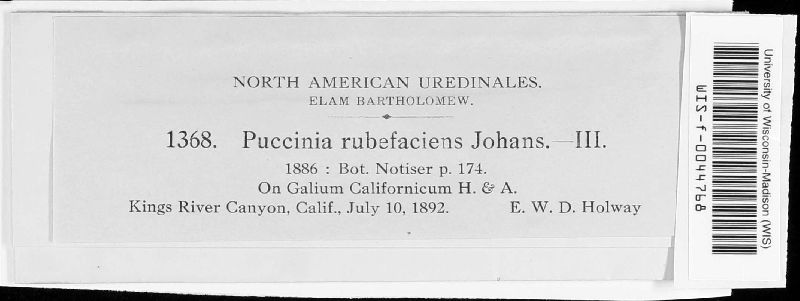 NORTH AMERICAN UREDINALES.
ELAM BARTHOLOMEW.
1368. Puccinia rubefaciens Johans.—III.
1886 : Bot. Notiser p. 174.
On Galium Californicum H. & A.
Kings River Canyon, Calif., July 10, 1892. E. W. D. Holway
University of Wisconsin-Madison (WIS)
WIS-f-0044768